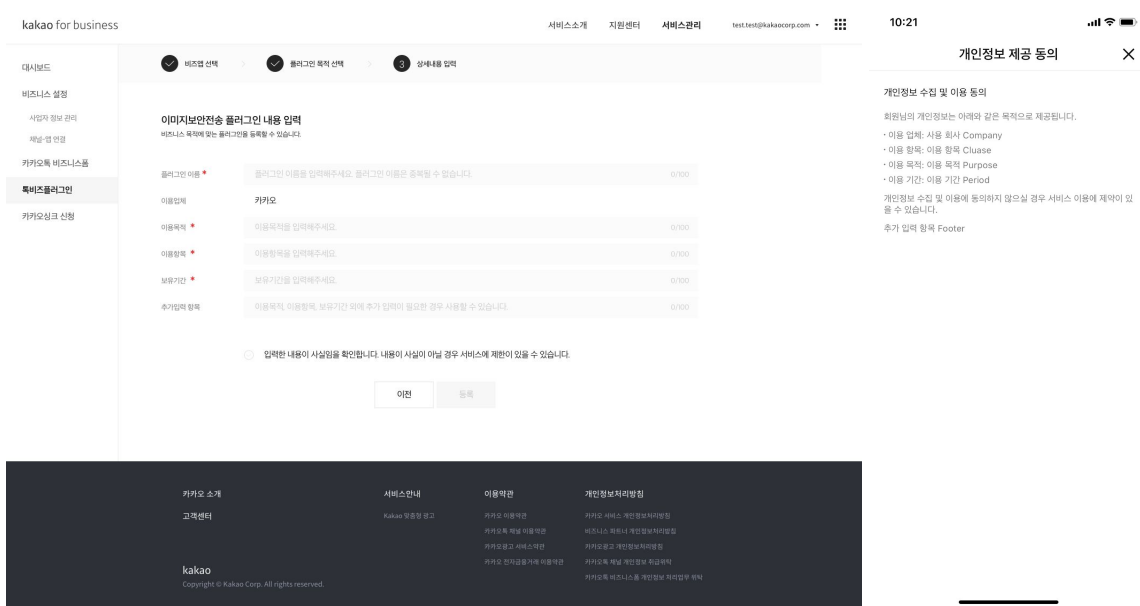 kakao for business
서비스소개 지원센터 서비스관리 test.test@kakaocorp.com
대시보드
비즈니스 설정
사업자 정보 관리
채널-앱 연결
카카오톡 비즈니스폼
톡비즈플러그인
카카오싱크 신청
비즈앱 선택
플러그인 목적 선택
3 상세내용 입력
이미지보안전송 플러그인 내용 입력
비즈니스 목적에 맞는 플러그인을 등록할 수 있습니다.
플러그인 이름 * 플러그인 이름을 입력해주세요. 플러그인 이름은 중복될 수 없습니다. 0/100
이용업체 카카오
이용목적 * 이용목적을 입력해주세요. 0/100
이용항목 * 이용항목을 입력해주세요. 0/100
보유기간 * 보유기간을 입력해주세요. 0/100
추가입력 항목 이용목적, 이용항목, 보유기간 외에 추가 입력이 필요한 경우 사용할 수 있습니다. 0/100
입력한 내용이 사실임을 확인합니다. 내용이 사실이 아닐 경우 서비스에 제한이 있을 수 있습니다.
이전 등록
카카오 소개
고객센터
서비스안내
Kakao 맞춤형 광고
이용약관
카카오 이용약관
카카오톡 채널 이용약관
카카오광고 서비스약관
카카오 전자금융거래 이용약관
개인정보처리방침
카카오 서비스 개인정보처리방침
비즈니스 파트너 개인정보처리방침
카카오광고 개인정보처리방침
카카오톡 채널 개인정보 취급위탁
카카오톡 비즈니스폼 개인정보 처리업무 위탁
kakao
Copyright © Kakao Corp. All rights reserved.
10:21
개인정보 제공 동의
개인정보 수집 및 이용 동의
회원님의 개인정보는 아래와 같은 목적으로 제공됩니다.
· 이용 업체: 사용 회사 Company
· 이용 항목: 이용 항목 Cluase
· 이용 목적: 이용 목적 Purpose
· 이용 기간: 이용 기간 Period
개인정보 수집 및 이용에 동의하지 않으실 경우 서비스 이용에 제약이 있
을 수 있습니다.
추가 입력 항목 Footer